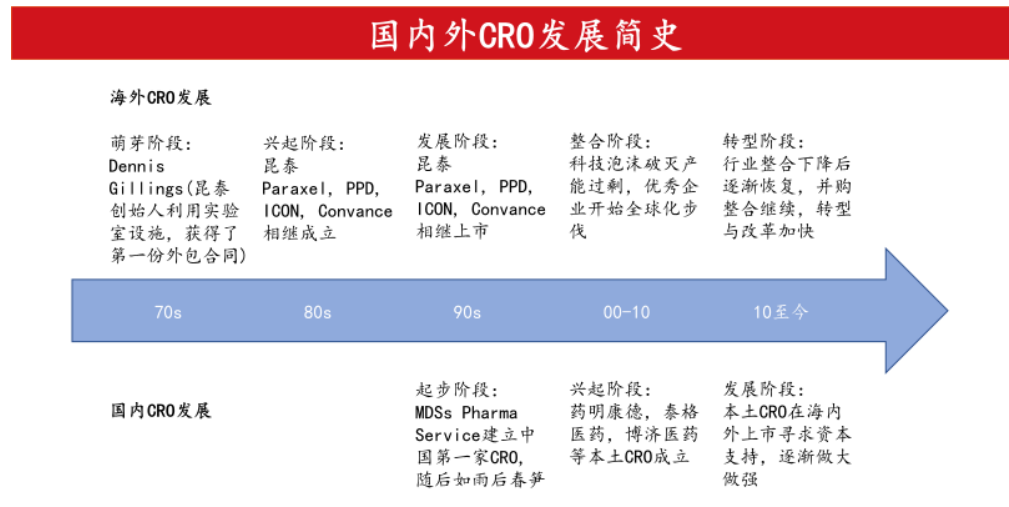 国内外CRO发展简史
海外CRO发展
萌芽阶段:
Dennis
Gillings(昆泰
创始人利用实验
室设施，获得了
第一份外包合同)
兴起阶段:
昆泰
Paraxel, PPD,
ICON, Convance
相继成立
发展阶段:
昆泰
Paraxel, PPD,
ICON, Convance
相继上市
整合阶段:
科技泡沫破灭产
能过剩，优秀企
业开始全球化步
伐
转型阶段:
行业整合下降后
逐渐恢复，并购
整合继续，转型
与改革加快
70s
80s
90s
00-10
10至今
国内CRO发展
起步阶段:
MDSs Pharma
Service建立中
国第一家CRO,
随后如雨后春笋
兴起阶段:
药明康德，泰格
医药，博济医药
等本土CRO成立
发展阶段:
本土CRO在海内
外上市寻求资本
支持，逐渐做大
做强